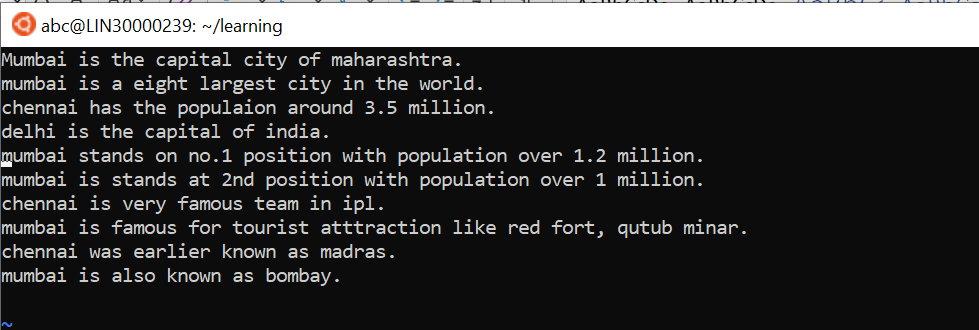 abc@LIN30000239: ~/learning
Mumbai is the capital city of maharashtra.
mumbai is a eight largest city in the world.
chennai has the populaion around 3.5 million.
delhi is the capital of india.
mumbai stands on no.1 position with population over 1.2 million.
mumbai is stands at 2nd position with population over 1 million.
chennai is very famous team in ipl.
mumbai is famous for tourist atttraction like red fort, qutub minar.
chennai was earlier known as madras.
mumbai is also known as bombay.
~